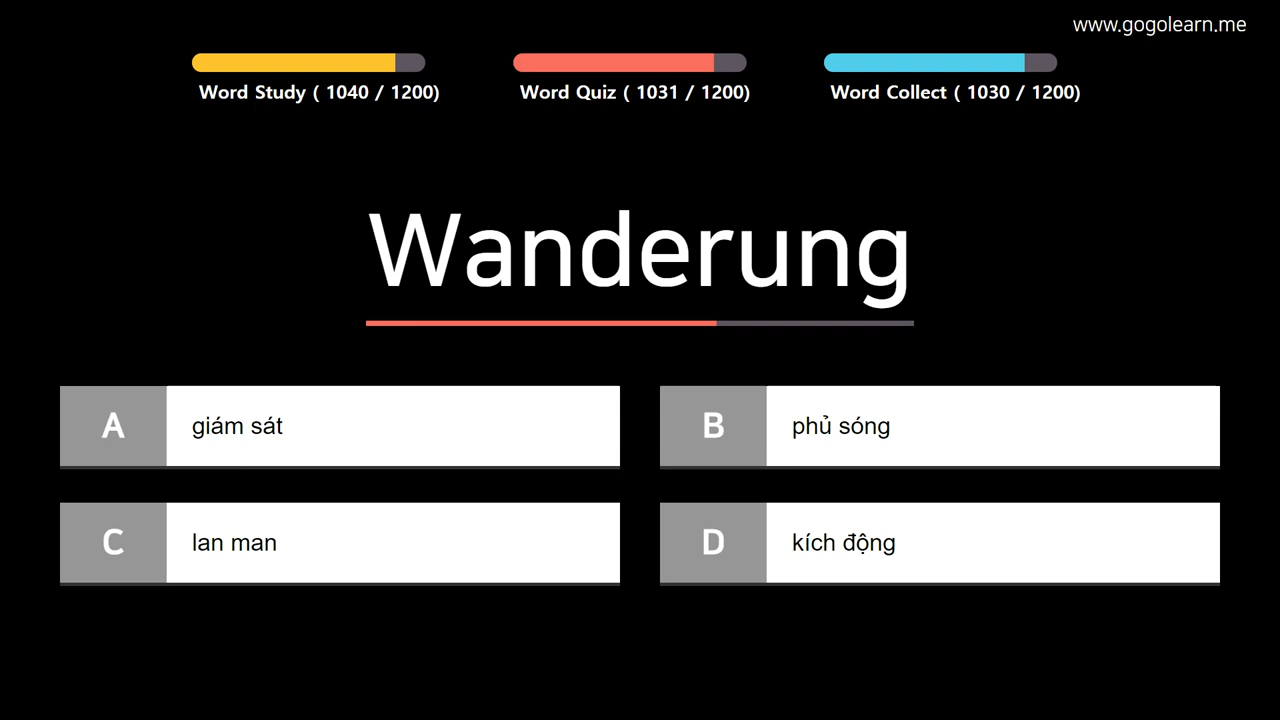 www.gogolearn.me
Word Study ( 1040 / 1200)
Word Quiz ( 1031 / 1200)
Word Collect ( 1030 / 1200)
Wanderung
A
giám sát
B
phủ sóng
C
lan man
D
kích động